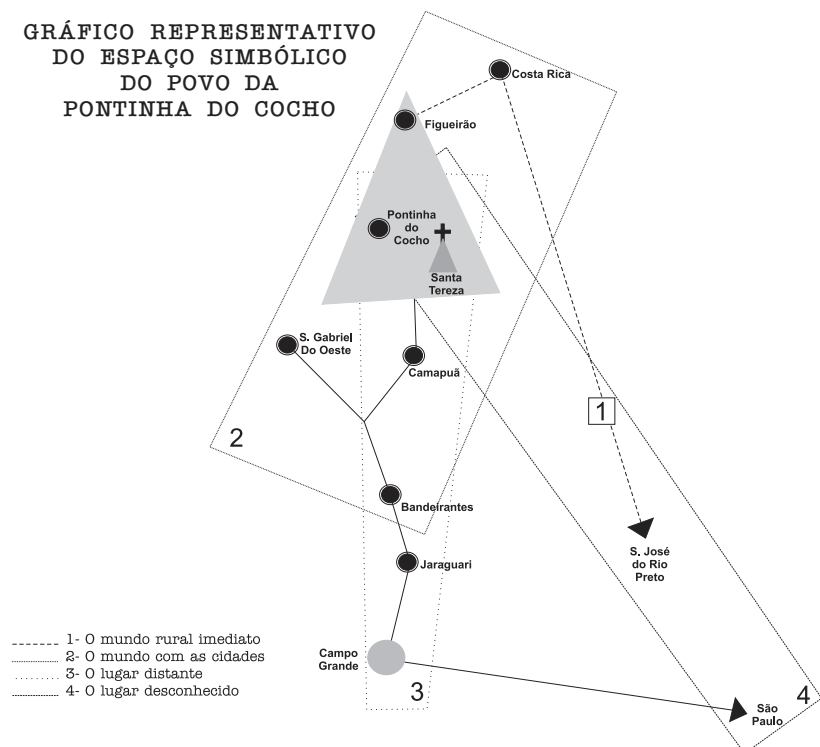 GRÁFICO REPRESENTATIVO
DO ESPAÇO SIMBÓLICO
DO POVO DA
PONTINHA DO COCHO
Costa Rica
Figueirão
Pontinha
do
Cocho
Santa
Tereza
S. Gabriel
Do Oeste
Camapuã
1
2
Bandeirantes
S. José
do Rio
Preto
Jaraguari
1- O mundo rural imediato
2- O mundo com as cidades
3- O lugar distante
4- O lugar desconhecido
Campo
Grande
3
4
São
Paulo